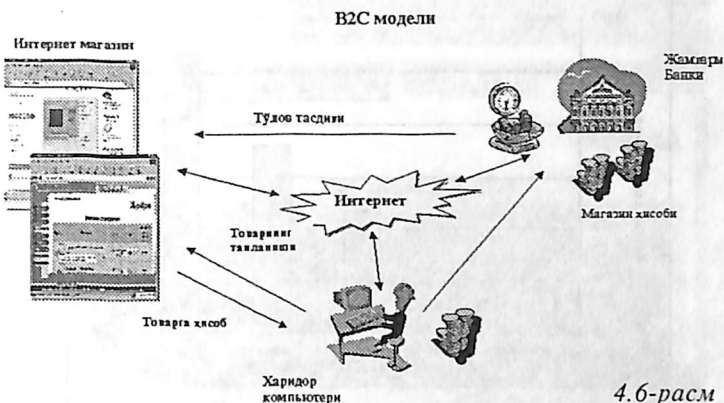 B2C модели
Интернет магазин
Жамғарма
Банки
Тўлов тасдиғи
Интернет
Магазин ҳисоби
Товарнинг
танланиши
Товарга ҳисоб
Харидор
компьютери
4.6-расм